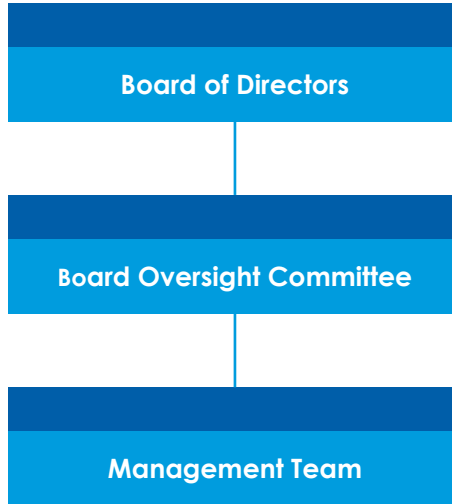 Board of Directors
Board Oversight Committee
Management Team